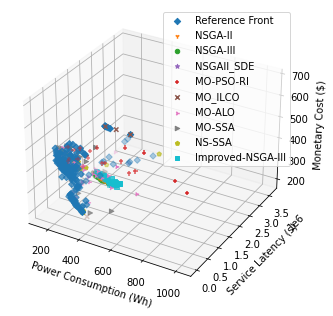 Reference Front
NSGA-II
NSGA-III
NSGAII_SDE
MO-PSO-RI
MO_ILCO
MO-ALO
MO-SSA
NS-SSA
Improved-NSGA-III
700
600
500
400
300
200
Monetary Cost ($)
200
400
600
800
1000
Power Consumption (Wh)
0.0
0.5
1.0
1.5
2.0
2.5
3.0
3.5
1e6
Service Latency (s)